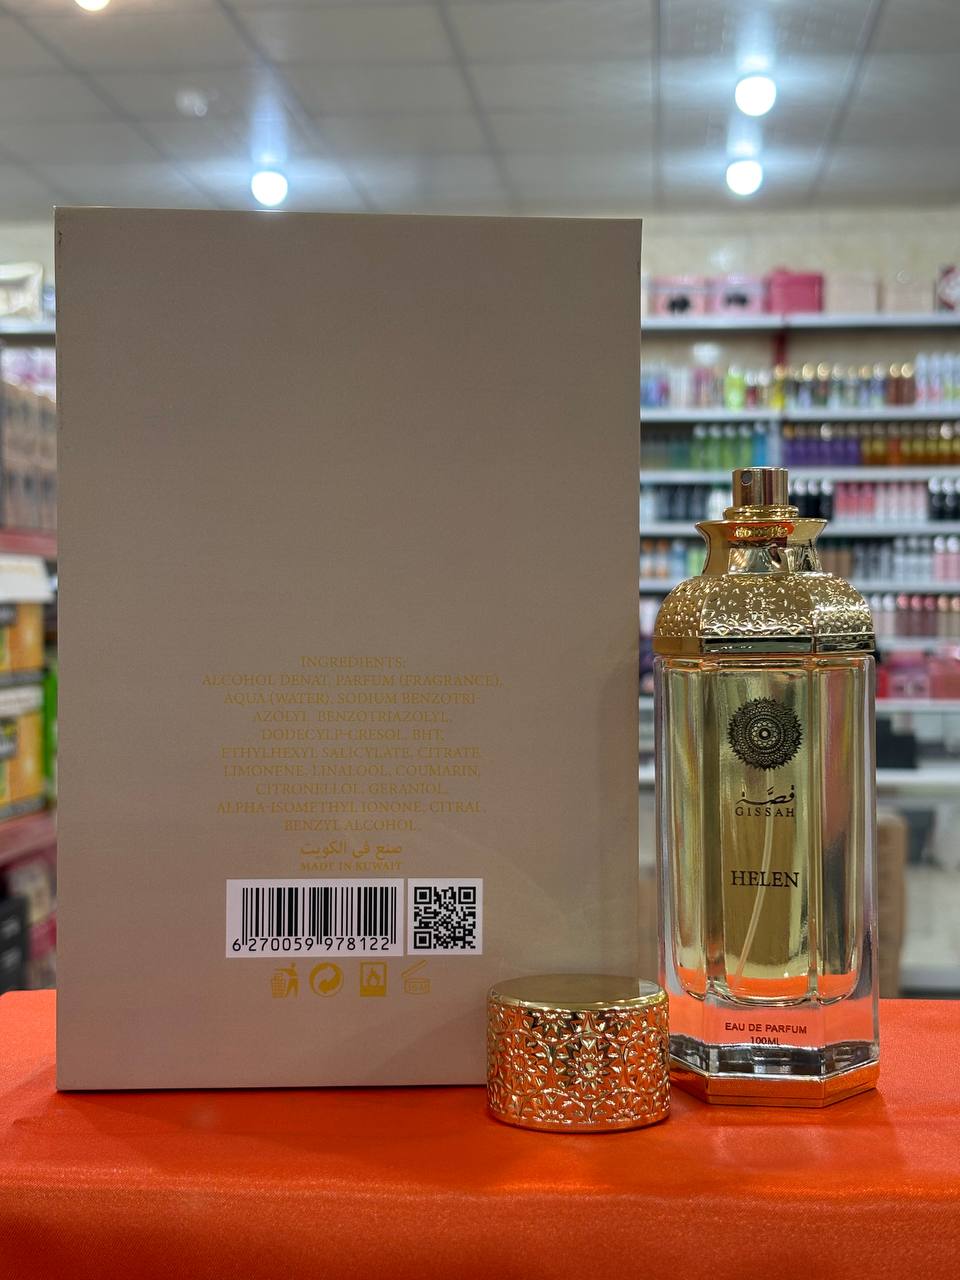 INGREDIENTS:
ALCOHOL DENAT, PARFUM (FRAGRANCE),
AQUA (WATER), SODIUM BENZOTRI-
AZOLYL BENZOTRIAZOLYL,
DODECYLP-CRESOL, BHT,
ETHYLHEXYL SALICYLATE, CITRATE
LIMONENE, LINALOOL, COUMARIN,
CITRONELLOL, GERANIOL,
ALPHA-ISOMETHYL IONONE, CITRAL,
BENZYL ALCOHOL,
صنع في الكويت
MADE IN KUWAIT
6 270059 978122
قصة
GISSAH
HELEN
EAU DE PARFUM
100ML